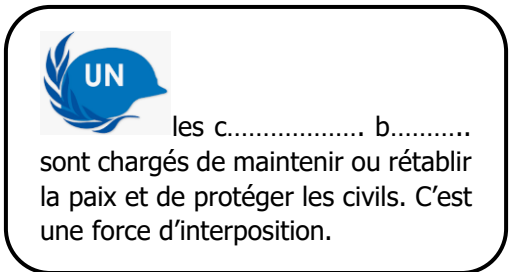 UN
les c.................... b...........
sont chargés de maintenir ou rétablir
la paix et de protéger les civils. C’est
une force d’interposition.